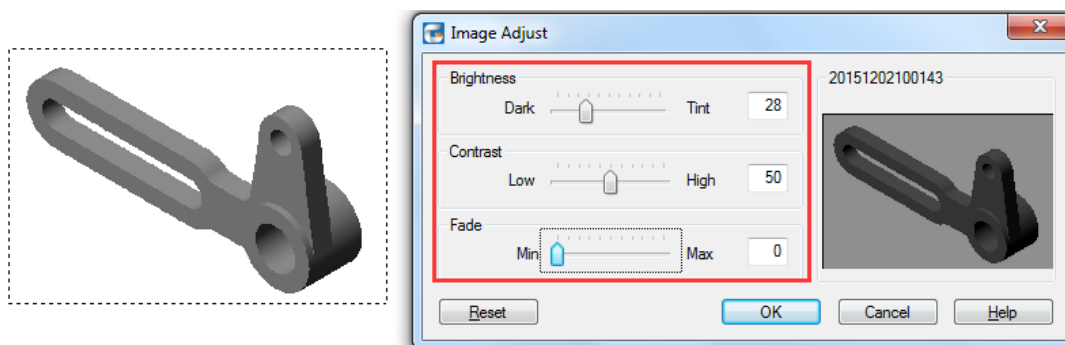 Image Adjust
Brightness
Dark Tint 28
Contrast
Low High 50
Fade
Min Max 0
20151202100143
Reset OK Cancel Help